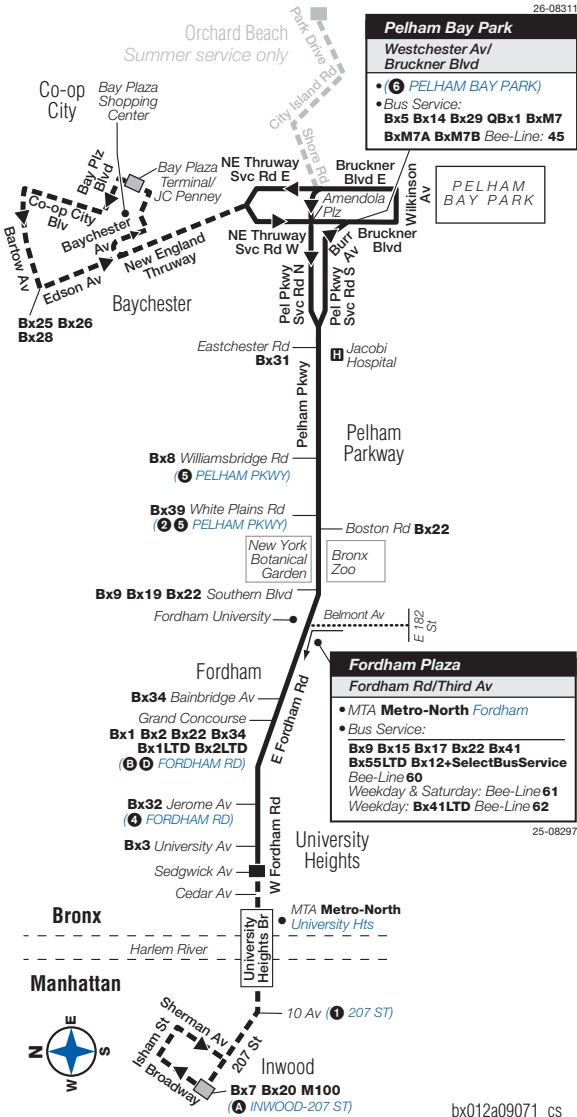 26-08311
Orchard Beach
Summer service only
Park Drive
City Island Rd
Shore Rd
Pelham Bay Park
Westchester Av/
Bruckner Blvd
• (6 PELHAM BAY PARK)
• Bus Service:
Bx5 Bx14 Bx29 QBx1 BxM7
BxM7A BxM7B Bee-Line: 45
Co-op
City
Bay Plaza
Shopping
Center
Bay Plz
Blvd
Bay Plaza
Terminal/
JC Penney
Co-op City
Blv
Baychester
Av
Bartow Av
Edson Av
New England
Thruway
Baychester
Bx25 Bx26
Bx28
NE Thruway
Svc Rd E
Bruckner
Blvd E
Amendola
Plz
Wilkinson
Av
PELHAM
BAY PARK
NE Thruway
Svc Rd W
Burr
Av
Bruckner
Blvd
Pel Pkwy
Svc Rd N
Pel Pkwy
Svc Rd S
Eastchester Rd
Bx31
H Jacobi
Hospital
Pelham Pkwy
Pelham
Parkway
Bx8 Williamsbridge Rd
(5 PELHAM PKWY)
Bx39 White Plains Rd
(2 5 PELHAM PKWY)
Boston Rd Bx22
New York
Botanical
Garden
Bronx
Zoo
Bx9 Bx19 Bx22 Southern Blvd
Fordham University
Belmont Av
E 182
St
Fordham
E Fordham Rd
Fordham Plaza
Fordham Rd/Third Av
• MTA Metro-North Fordham
• Bus Service:
Bx9 Bx15 Bx17 Bx22 Bx41
Bx55LTD Bx12+SelectBusService
Bee-Line 60
Weekday & Saturday: Bee-Line 61
Weekday: Bx41LTD Bee-Line 62
25-08297
Bx34 Bainbridge Av
Grand Concourse
Bx1 Bx2 Bx22 Bx34
Bx1LTD Bx2LTD
(B D FORDHAM RD)
Bx32 Jerome Av
(4 FORDHAM RD)
Bx3 University Av
W Fordham Rd
University
Heights
Sedgwick Av
Cedar Av
Bronx
University
Heights Br
• MTA Metro-North
University Hts
Harlem River
Manhattan
10 Av (1 207 ST)
Sherman Av
Isham St
207 St
Broadway
Inwood
N E S W
Bx7 Bx20 M100
(A INWOOD-207 ST)
bx012a09071_cs